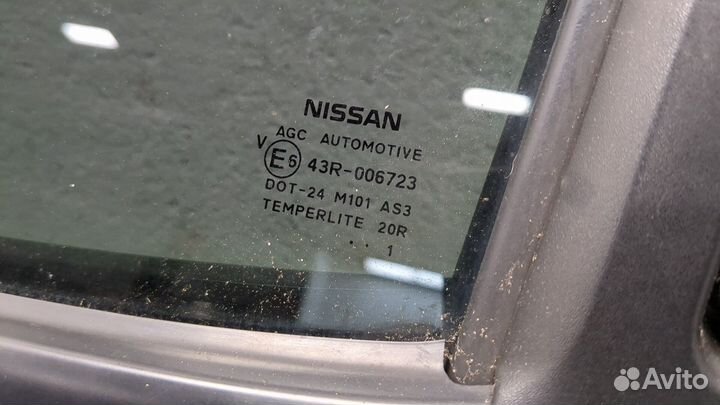 NISSAN
AGC AUTOMOTIVE
V E6 43R-006723
DOT-24 M101 AS3
TEMPERLITE 20R
. . 1
Avito